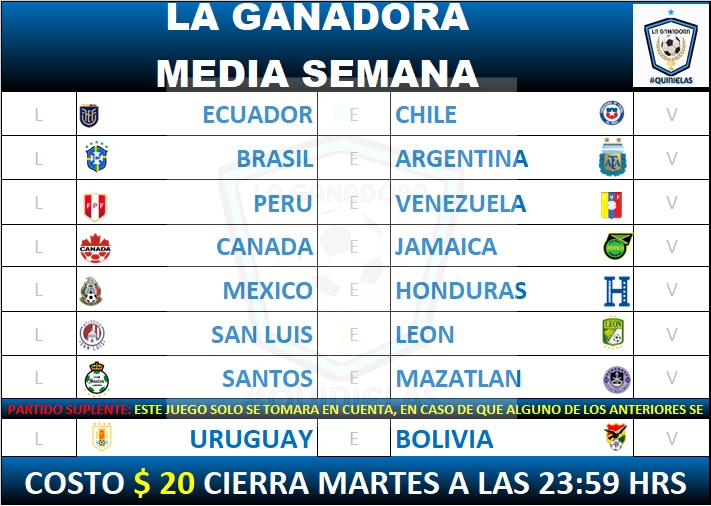 LA GANADORA
MEDIA SEMANA
LA GANADORA
#QUINIELAS
L ECUADOR E CHILE V
L BRASIL E ARGENTINA V
L PERU E VENEZUELA V
L CANADA E JAMAICA V
L MEXICO E HONDURAS V
L SAN LUIS E LEON V
L SANTOS E MAZATLAN V
PARTIDO SUPLENTE: ESTE JUEGO SOLO SE TOMARA EN CUENTA, EN CASO DE QUE ALGUNO DE LOS ANTERIORES SE
L URUGUAY E BOLIVIA V
COSTO $ 20 CIERRA MARTES A LAS 23:59 HRS